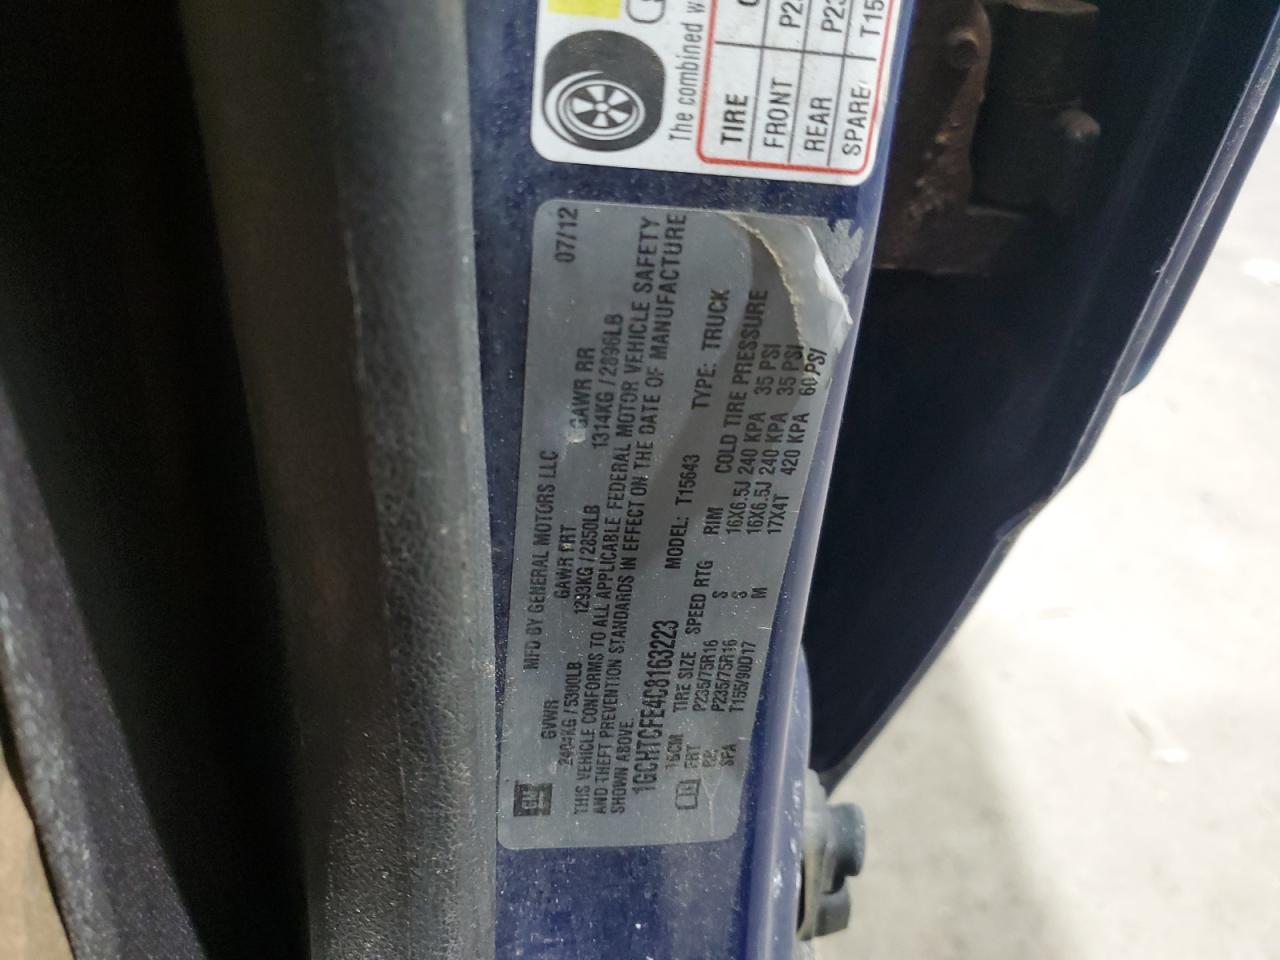 The combined w
TIRE
FRONT P23
REAR P23
SPARE T15
MFD BY GENERAL MOTORS LLC 07/12
GVWR GAWR FRT GAWR RR
2404KG / 5300LB 1293KG / 2850LB 1314KG / 2896LB
THIS VEHICLE CONFORMS TO ALL APPLICABLE FEDERAL MOTOR VEHICLE SAFETY
AND THEFT PREVENTION STANDARDS IN EFFECT ON THE DATE OF MANUFACTURE
SHOWN ABOVE.
1GCHTCFE4C8163223 MODEL: T15643 TYPE: TRUCK
TIRE SIZE SPEED RTG RIM COLD TIRE PRESSURE
FRT P235/75R16 S 16X6.5J 240 KPA 35 PSI
RR P235/75R16 S 16X6.5J 240 KPA 35 PSI
SPA T155/90D17 M 17X4T 420 KPA 60 PSI
GM